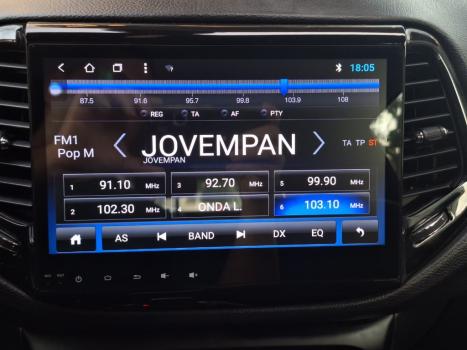 18:05
87.5 91.6 95.7 99.8 103.9 108
REG TA AF PTY
FM1
Pop M
JOVEMPAN
JOVEMPAN
TA TP ST
1 91.10 MHz 3 92.70 MHz 5 99.90 MHz
2 102.30 MHz 4 ONDA L. 6 103.10 MHz
AS BAND DX EQ